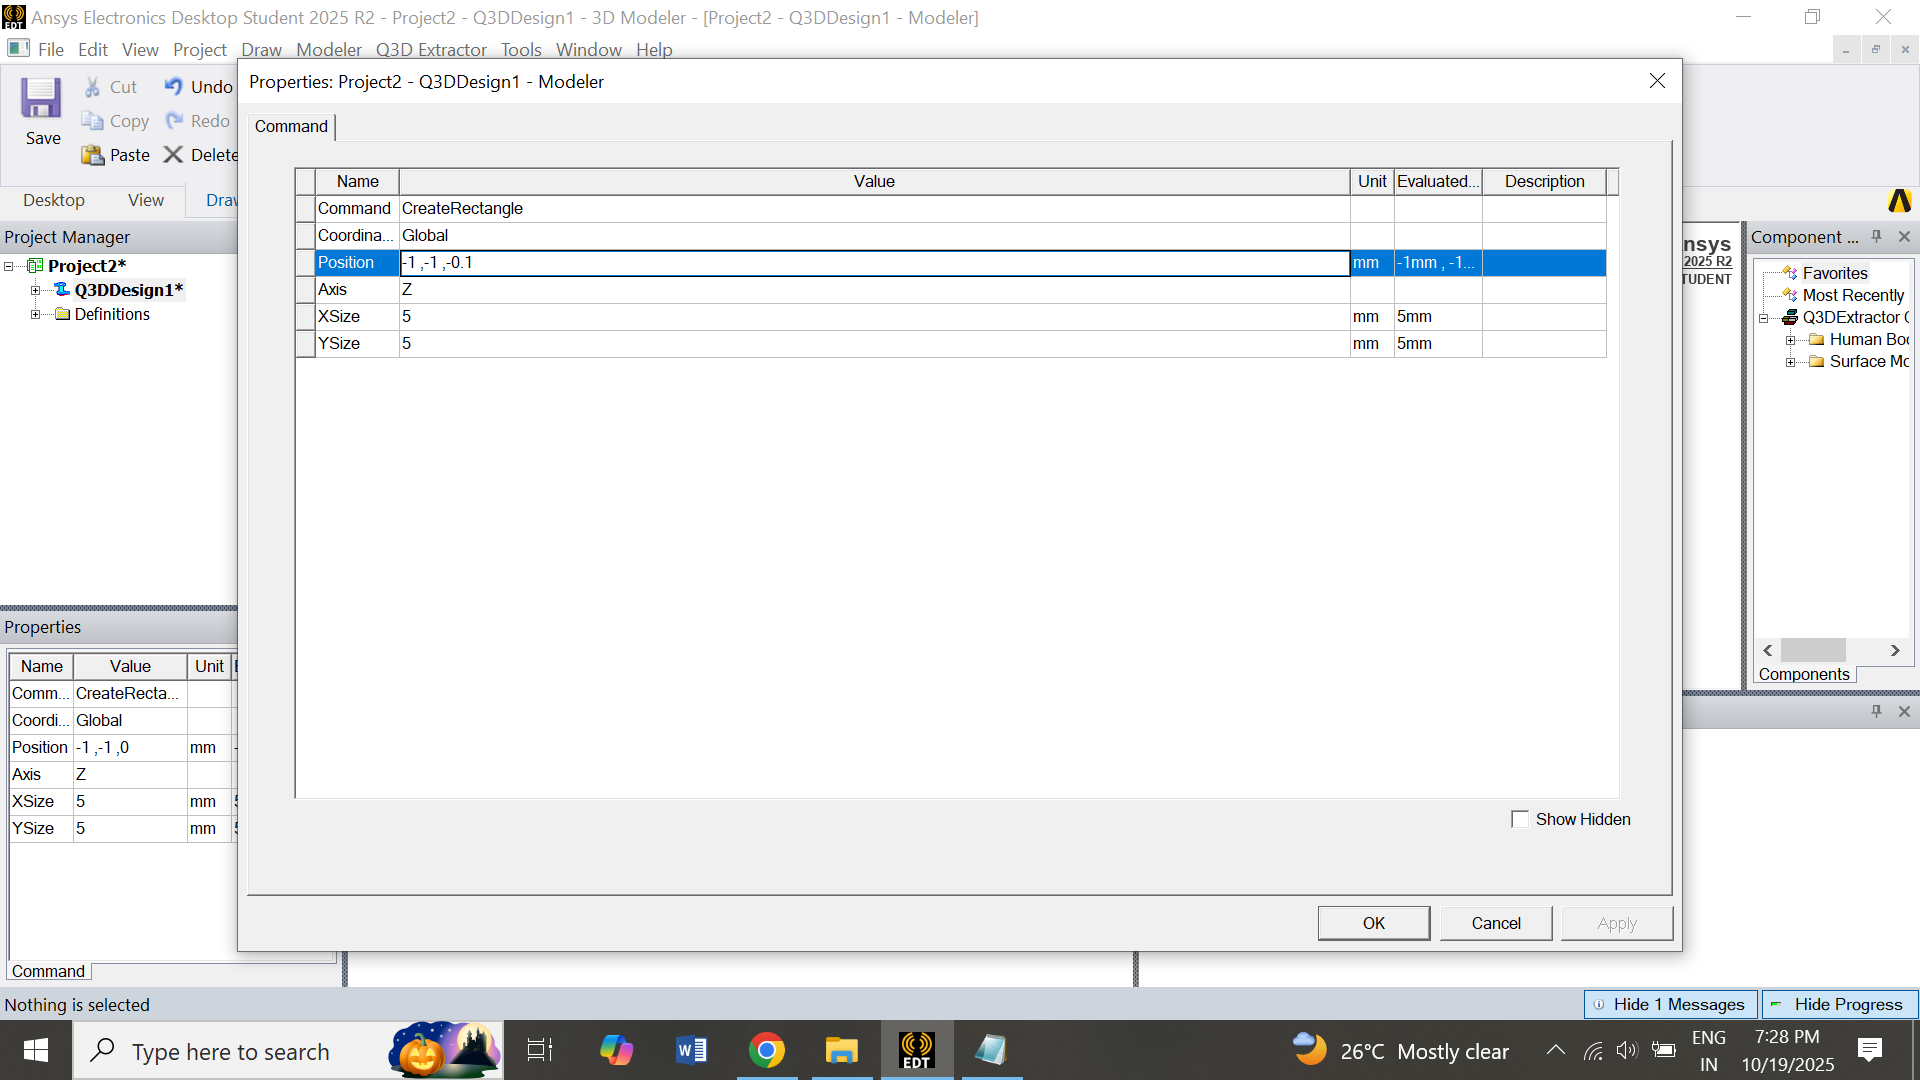 Ansys Electronics Desktop Student 2025 R2 - Project2 - Q3DDesign1 - 3D Modeler - [Project2 - Q3DDesign1 - Modeler]
File Edit View Project Draw Modeler Q3D Extractor Tools Window Help
Save
Cut
Copy
Paste
Undo
Redo
Delete
Desktop View Draw
Project Manager
Project2*
Q3DDesign1*
Definitions
Properties
Name Value Unit
Comm... CreateRecta...
Coordi... Global
Position -1 ,-1 ,0 mm
Axis Z
XSize 5 mm
YSize 5 mm
Command
Properties: Project2 - Q3DDesign1 - Modeler
Command
Name Value Unit Evaluated... Description
Command CreateRectangle
Coordina... Global
Position -1 ,-1 ,-0.1 mm -1mm , -1...
Axis Z
XSize 5 mm 5mm
YSize 5 mm 5mm
Show Hidden
OK Cancel Apply
nsys
2025 R2
TUDENT
Component ...
Favorites
Most Recently
Q3DExtractor
Human Bo
Surface Mo
Components
Nothing is selected
Hide 1 Messages
Hide Progress
Type here to search
EDT
26°C Mostly clear
ENG
IN
7:28 PM
10/19/2025